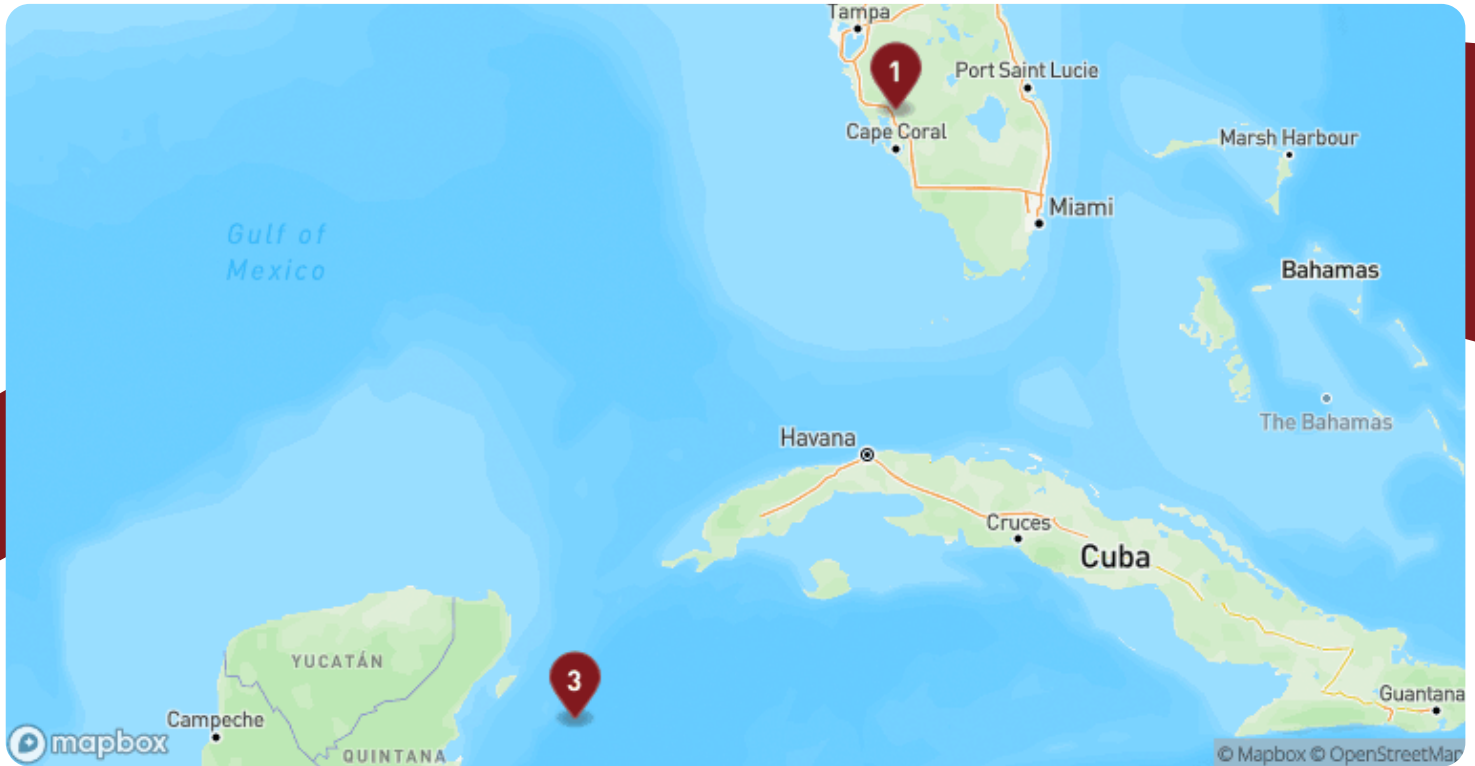 Tampa
1
Port Saint Lucie
Cape Coral
Marsh Harbour
Miami
Gulf of
Mexico
Bahamas
The Bahamas
Havana
Cruces
Cuba
YUCATÁN
3
Guantana
Campeche
QUINTANA
mapbox
© Mapbox © OpenStreetMap